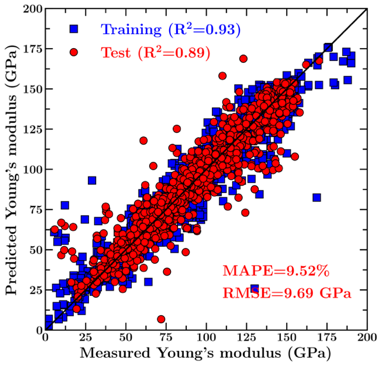 200
175
150
125
100
75
50
25
0
Training (R²=0.93)
Test (R²=0.89)
MAPE=9.52%
RMSE=9.69 GPa
Predicted Young's modulus (GPa)
0 25 50 75 100 125 150 175 200
Measured Young's modulus (GPa)